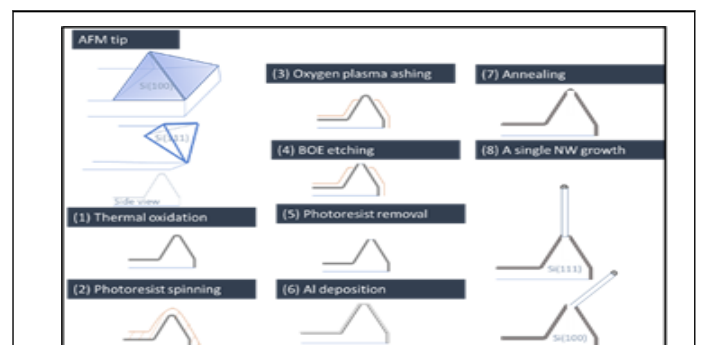 AFM tip
Si(100)
Si(111)
Side view
(1) Thermal oxidation
(2) Photoresist spinning
(3) Oxygen plasma ashing
(4) BOE etching
(5) Photoresist removal
(6) Al deposition
(7) Annealing
(8) A single NW growth
Si(111)
Si(100)